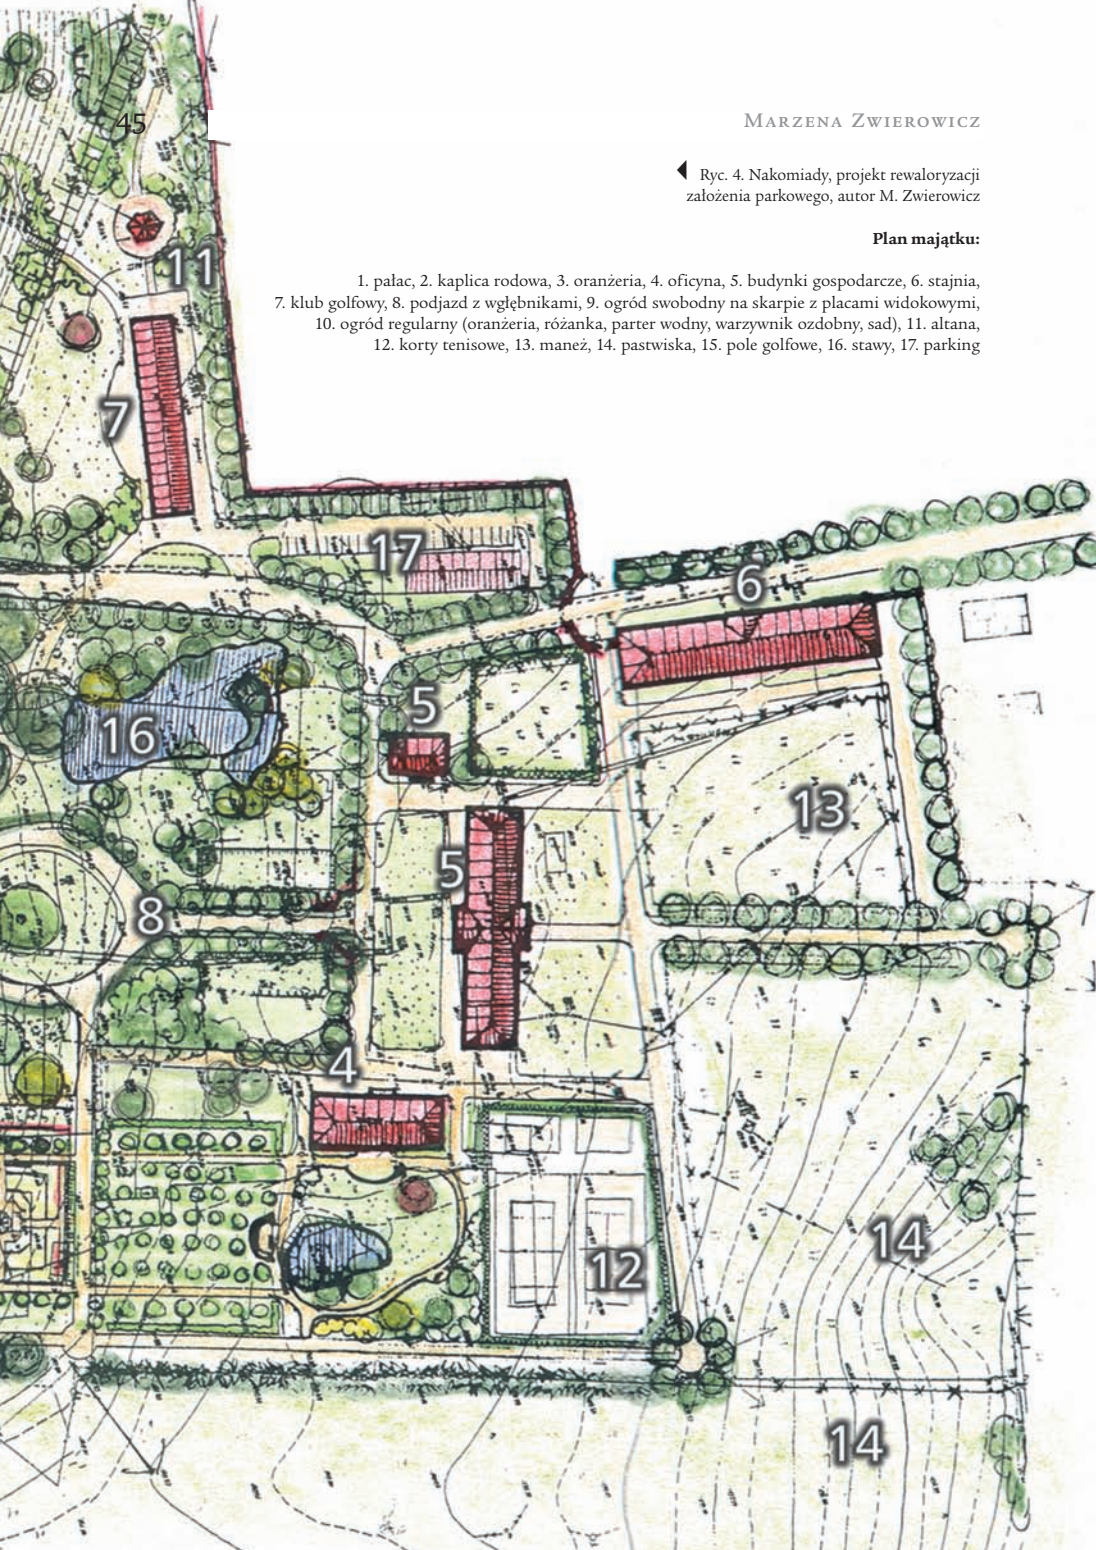 45
Marzena Zwierowicz
Ryc. 4. Nakomiady, projekt rewaloryzacji
założenia parkowego, autor M. Zwierowicz
Plan majątku:
1. pałac, 2. kaplica rodowa, 3. oranżeria, 4. oficyna, 5. budynki gospodarcze, 6. stajnia,
7. klub golfowy, 8. podjazd z wgłębnikami, 9. ogród swobodny na skarpie z placami widokowymi,
10. ogród regularny (oranżeria, różanka, parter wodny, warzywnik ozdobny, sad), 11. altana,
12. korty tenisowe, 13. maneż, 14. pastwiska, 15. pole golfowe, 16. stawy, 17. parking
11
7
17
6
5
16
13
5
8
4
14
12
14